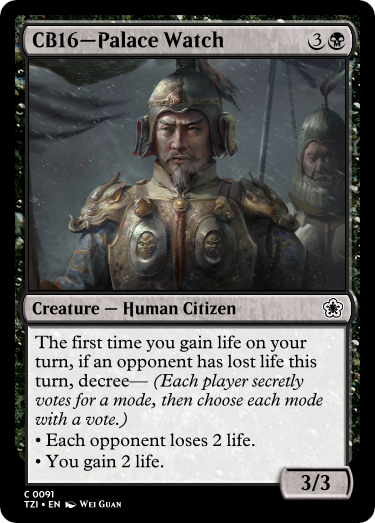 CB16—Palace Watch 3
Creature — Human Citizen
The first time you gain life on your
turn, if an opponent has lost life this
turn, decree— (Each player secretly
votes for a mode, then choose each mode
with a vote.)
• Each opponent loses 2 life.
• You gain 2 life.
3/3
C 0091
TZI • EN Wei Guan